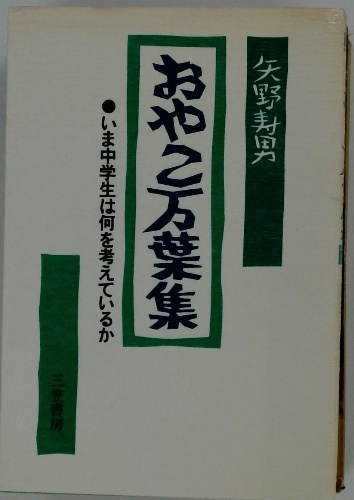 矢野寿男
おやこ万葉集
●いま中学生は何を考えているか
三笠書房